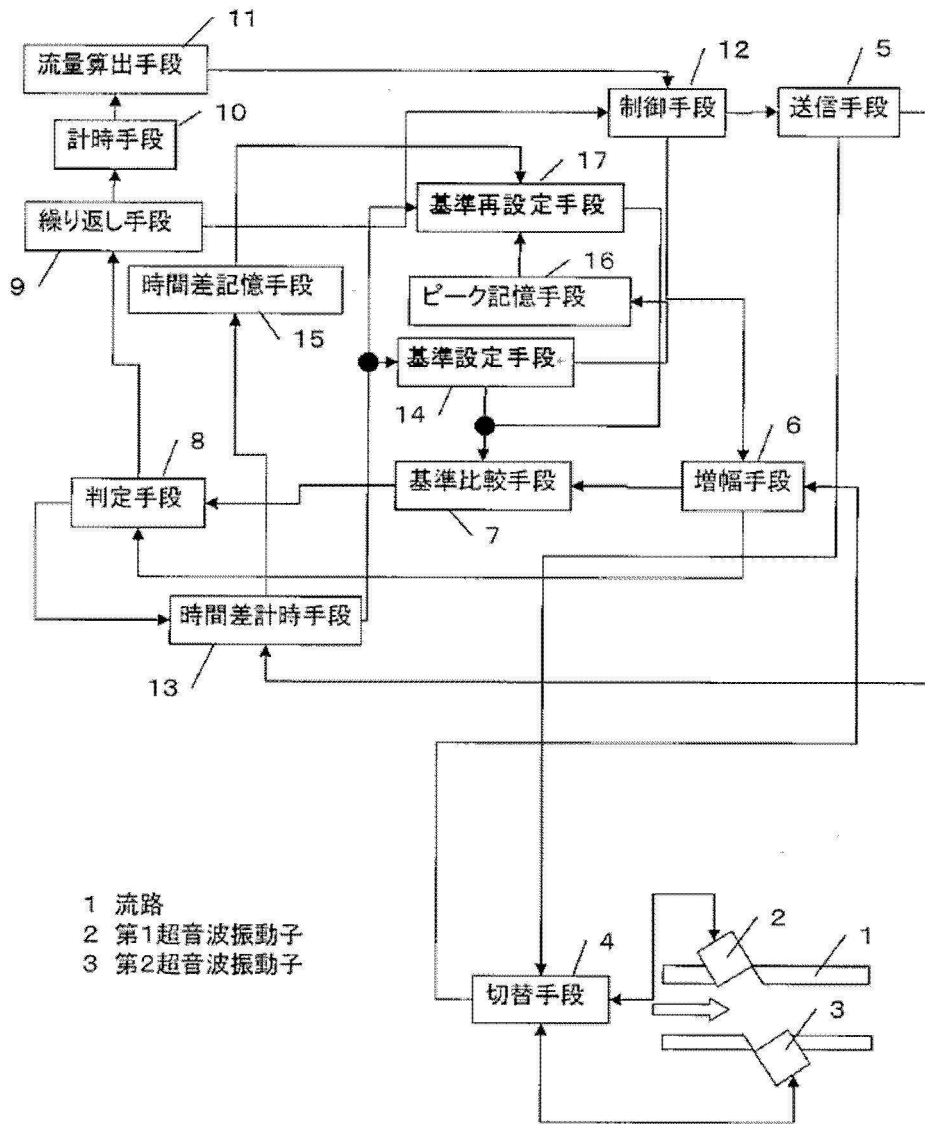 11
流量算出手段
12
5
制御手段
送信手段
10
計時手段
17
基準再設定手段
繰り返し手段
9
16
時間差記憶手段
ピーク記憶手段
15
基準設定手段
14
8
6
判定手段
基準比較手段
増幅手段
7
時間差計時手段
13
1 流路
2 第1超音波振動子
3 第2超音波振動子
4
切替手段
2
1
3